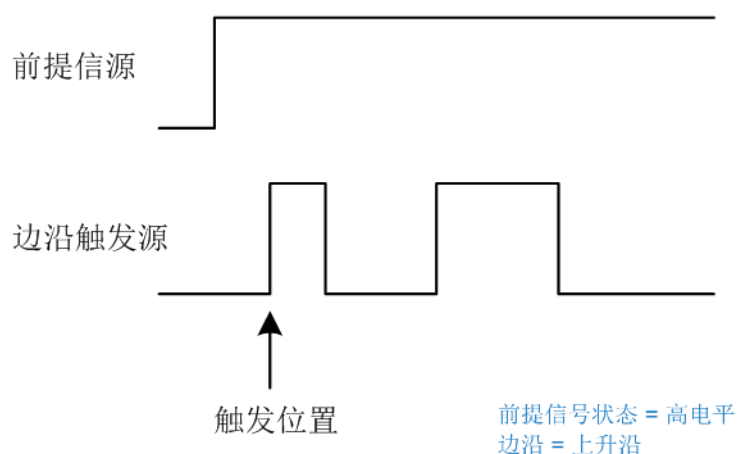 前提信源
边沿触发源
触发位置
前提信号状态 = 高电平
边沿 = 上升沿